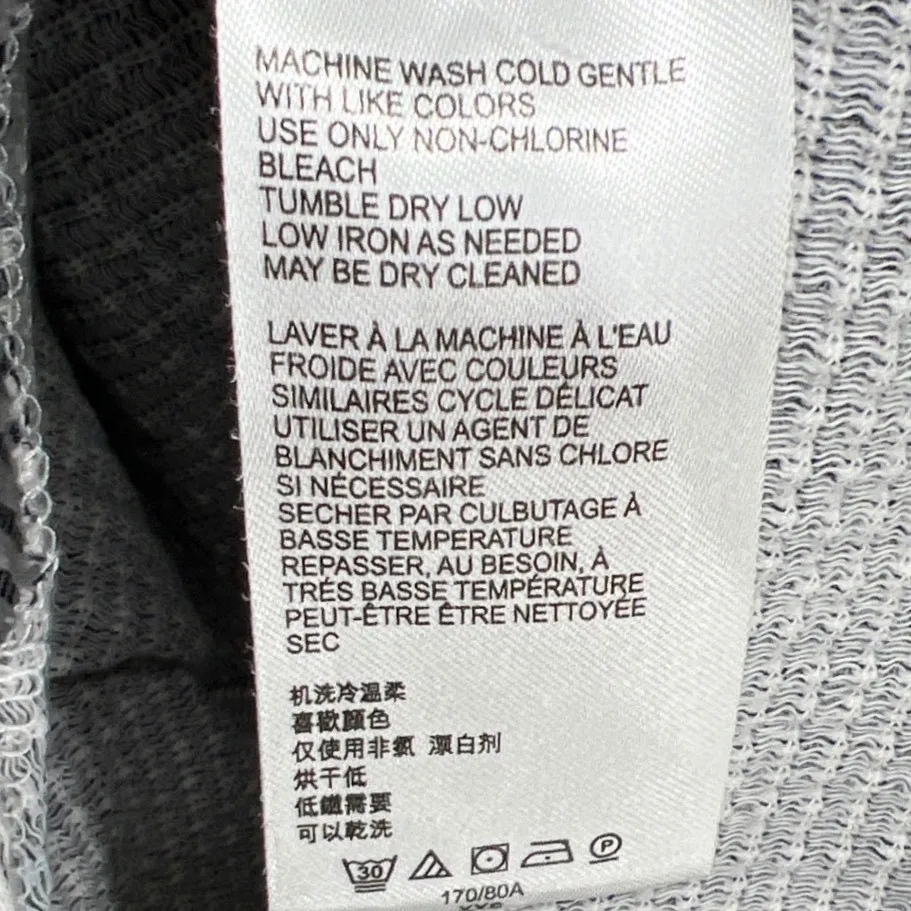 MACHINE WASH COLD GENTLE
WITH LIKE COLORS
USE ONLY NON-CHLORINE
BLEACH
TUMBLE DRY LOW
LOW IRON AS NEEDED
MAY BE DRY CLEANED
LAVER À LA MACHINE À L'EAU
FROIDE AVEC COULEURS
SIMILAIRES CYCLE DÉLICAT
UTILISER UN AGENT DE
BLANCHIMENT SANS CHLORE
SI NÉCESSAIRE
SECHER PAR CULBUTAGE À
BASSE TEMPERATURE
REPASSER, AU BESOIN, À
TRÉS BASSE TEMPÉRATURE
PEUT-ÊTRE ÊTRE NETTOYÉE
SEC
机洗冷温柔
喜歡顏色
仅使用非氯 漂白剂
烘干低
低鐵需要
可以乾洗
30 P
170/80A